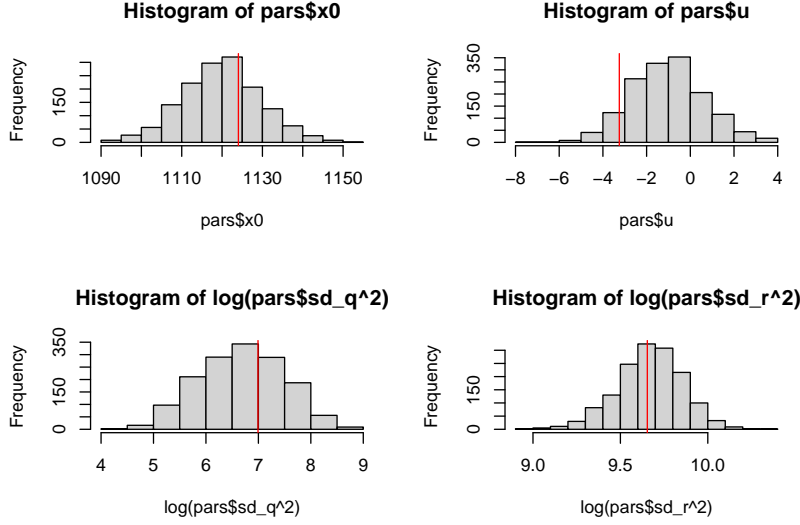 Histogram of pars$x0
Frequency
0
150
1090
1110
1130
1150
pars$x0
Histogram of pars$u
Frequency
0
150
350
−8
−6
−4
−2
0
2
4
pars$u
Histogram of log(pars$sd_q^2)
Frequency
0
150
350
4
5
6
7
8
9
log(pars$sd_q^2)
Histogram of log(pars$sd_r^2)
Frequency
0
150
9.0
9.5
10.0
log(pars$sd_r^2)